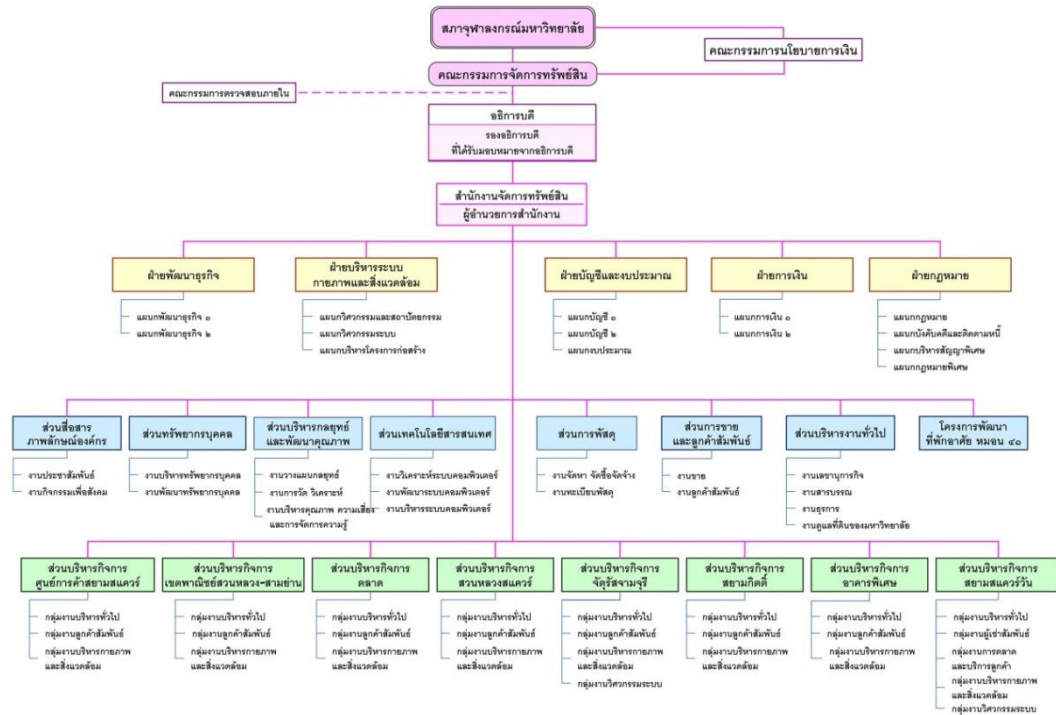 สภาจุฬาลงกรณ์มหาวิทยาลัย
คณะกรรมการนโยบายการเงิน
คณะกรรมการจัดการทรัพย์สิน
คณะกรรมการตรวจสอบภายใน
อธิการบดี
รองอธิการบดี
ที่ได้รับมอบหมายจากอธิการบดี
สำนักงานจัดการทรัพย์สิน
ผู้อำนวยการสำนักงาน
ฝ่ายพัฒนาธุรกิจ
แผนกพัฒนาธุรกิจ ๑
แผนกพัฒนาธุรกิจ ๒
ฝ่ายบริหารระบบ
กายภาพและสิ่งแวดล้อม
แผนกวิศวกรรมและสถาปัตยกรรม
แผนกวิศวกรรมระบบ
แผนกบริหารโครงการก่อสร้าง
ฝ่ายบัญชีและงบประมาณ
แผนกบัญชี ๑
แผนกบัญชี ๒
แผนกงบประมาณ
ฝ่ายการเงิน
แผนกการเงิน ๑
แผนกการเงิน ๒
ฝ่ายกฎหมาย
แผนกกฎหมาย
แผนกบังคับคดีและติดตามหนี้
แผนกบริหารสัญญาพิเศษ
แผนกกฎหมายพิเศษ
ส่วนสื่อสาร
ภาพลักษณ์องค์กร
งานประชาสัมพันธ์
งานกิจกรรมเพื่อสังคม
ส่วนทรัพยากรบุคคล
งานบริหารทรัพยากรบุคคล
งานพัฒนาทรัพยากรบุคคล
ส่วนบริหารกลยุทธ์
และพัฒนาคุณภาพ
งานวางแผนกลยุทธ์
งานการวัด วิเคราะห์
งานบริหารคุณภาพ ความเสี่ยง
และการจัดการความรู้
ส่วนเทคโนโลยีสารสนเทศ
งานวิเคราะห์ระบบคอมพิวเตอร์
งานพัฒนาระบบคอมพิวเตอร์
งานบริหารระบบคอมพิวเตอร์
ส่วนการพัสดุ
งานจัดหา จัดซื้อจัดจ้าง
งานทะเบียนพัสดุ
ส่วนการขาย
และลูกค้าสัมพันธ์
งานขาย
งานลูกค้าสัมพันธ์
ส่วนบริหารงานทั่วไป
งานเลขานุการกิจ
งานสารบรรณ
งานธุรการ
งานดูแลที่ดินของมหาวิทยาลัย
โครงการพัฒนา
ที่พักอาศัย หมอน ๔๑
ส่วนบริหารกิจการ
ศูนย์การค้าสยามสแควร์
กลุ่มงานบริหารทั่วไป
กลุ่มงานลูกค้าสัมพันธ์
กลุ่มงานบริหารกายภาพ
และสิ่งแวดล้อม
ส่วนบริหารกิจการ
เขตพาณิชย์สวนหลวง-สามย่าน
กลุ่มงานบริหารทั่วไป
กลุ่มงานลูกค้าสัมพันธ์
กลุ่มงานบริหารกายภาพ
และสิ่งแวดล้อม
ส่วนบริหารกิจการ
ตลาด
กลุ่มงานบริหารทั่วไป
กลุ่มงานลูกค้าสัมพันธ์
กลุ่มงานบริหารกายภาพ
และสิ่งแวดล้อม
ส่วนบริหารกิจการ
สวนหลวงสแควร์
กลุ่มงานบริหารทั่วไป
กลุ่มงานลูกค้าสัมพันธ์
กลุ่มงานบริหารกายภาพ
และสิ่งแวดล้อม
ส่วนบริหารกิจการ
จัตุรัสจามจุรี
กลุ่มงานบริหารทั่วไป
กลุ่มงานลูกค้าสัมพันธ์
กลุ่มงานบริหารกายภาพ
และสิ่งแวดล้อม
กลุ่มงานวิศวกรรมระบบ
ส่วนบริหารกิจการ
สยามกิตติ์
กลุ่มงานบริหารทั่วไป
กลุ่มงานลูกค้าสัมพันธ์
กลุ่มงานบริหารกายภาพ
และสิ่งแวดล้อม
ส่วนบริหารกิจการ
อาคารพิเศษ
กลุ่มงานบริหารทั่วไป
กลุ่มงานลูกค้าสัมพันธ์
กลุ่มงานบริหารกายภาพ
และสิ่งแวดล้อม
ส่วนบริหารกิจการ
สยามสแควร์วัน
กลุ่มงานบริหารทั่วไป
กลุ่มงานผู้เช่าสัมพันธ์
กลุ่มงานการตลาด
และบริการลูกค้า
กลุ่มงานบริหารกายภาพ
และสิ่งแวดล้อม
กลุ่มงานวิศวกรรมระบบ